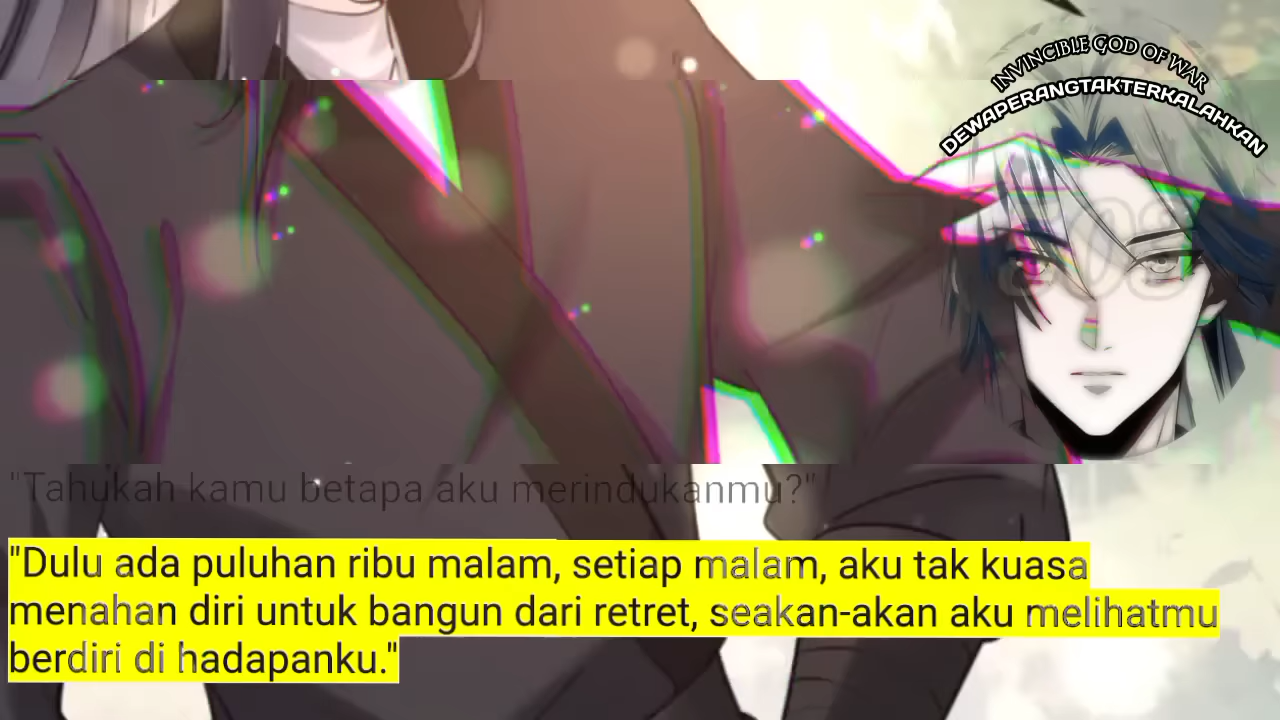 INVINCIBLE GOD OF WAR
DEWAPERANGTAKTERKALAHKAN
"Tahukah kamu betapa aku merindukanmu?"
"Dulu ada puluhan ribu malam, setiap malam, aku tak kuasa
menahan diri untuk bangun dari retret, seakan-akan aku melihatmu
berdiri di hadapanku."